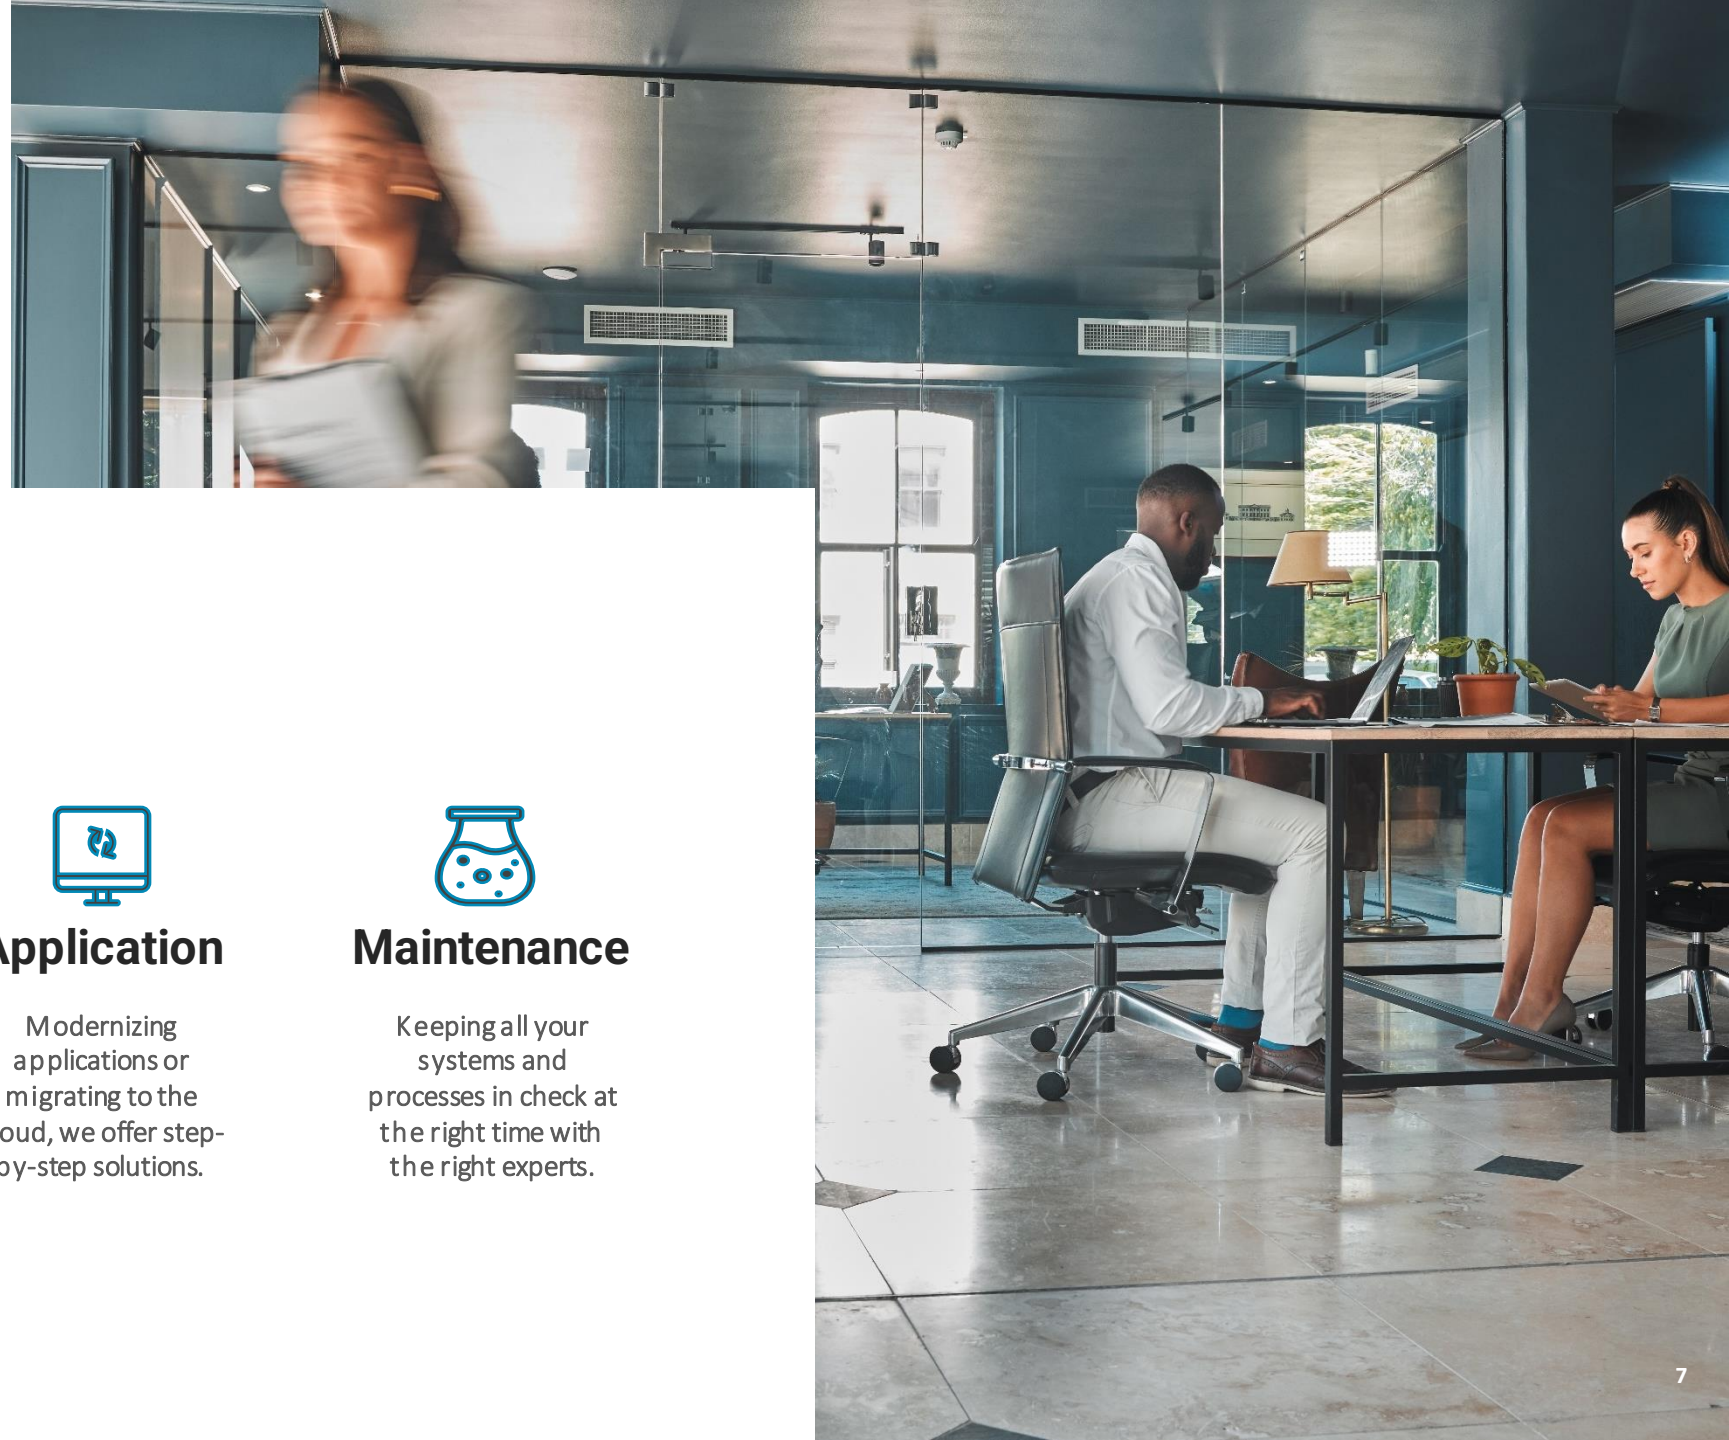 Application
Modernizing
applications or
migrating to the
oud, we offer step-
by-step solutions.
Maintenance
Keeping all your
systems and
processes in check at
the right time with
the right experts.
7